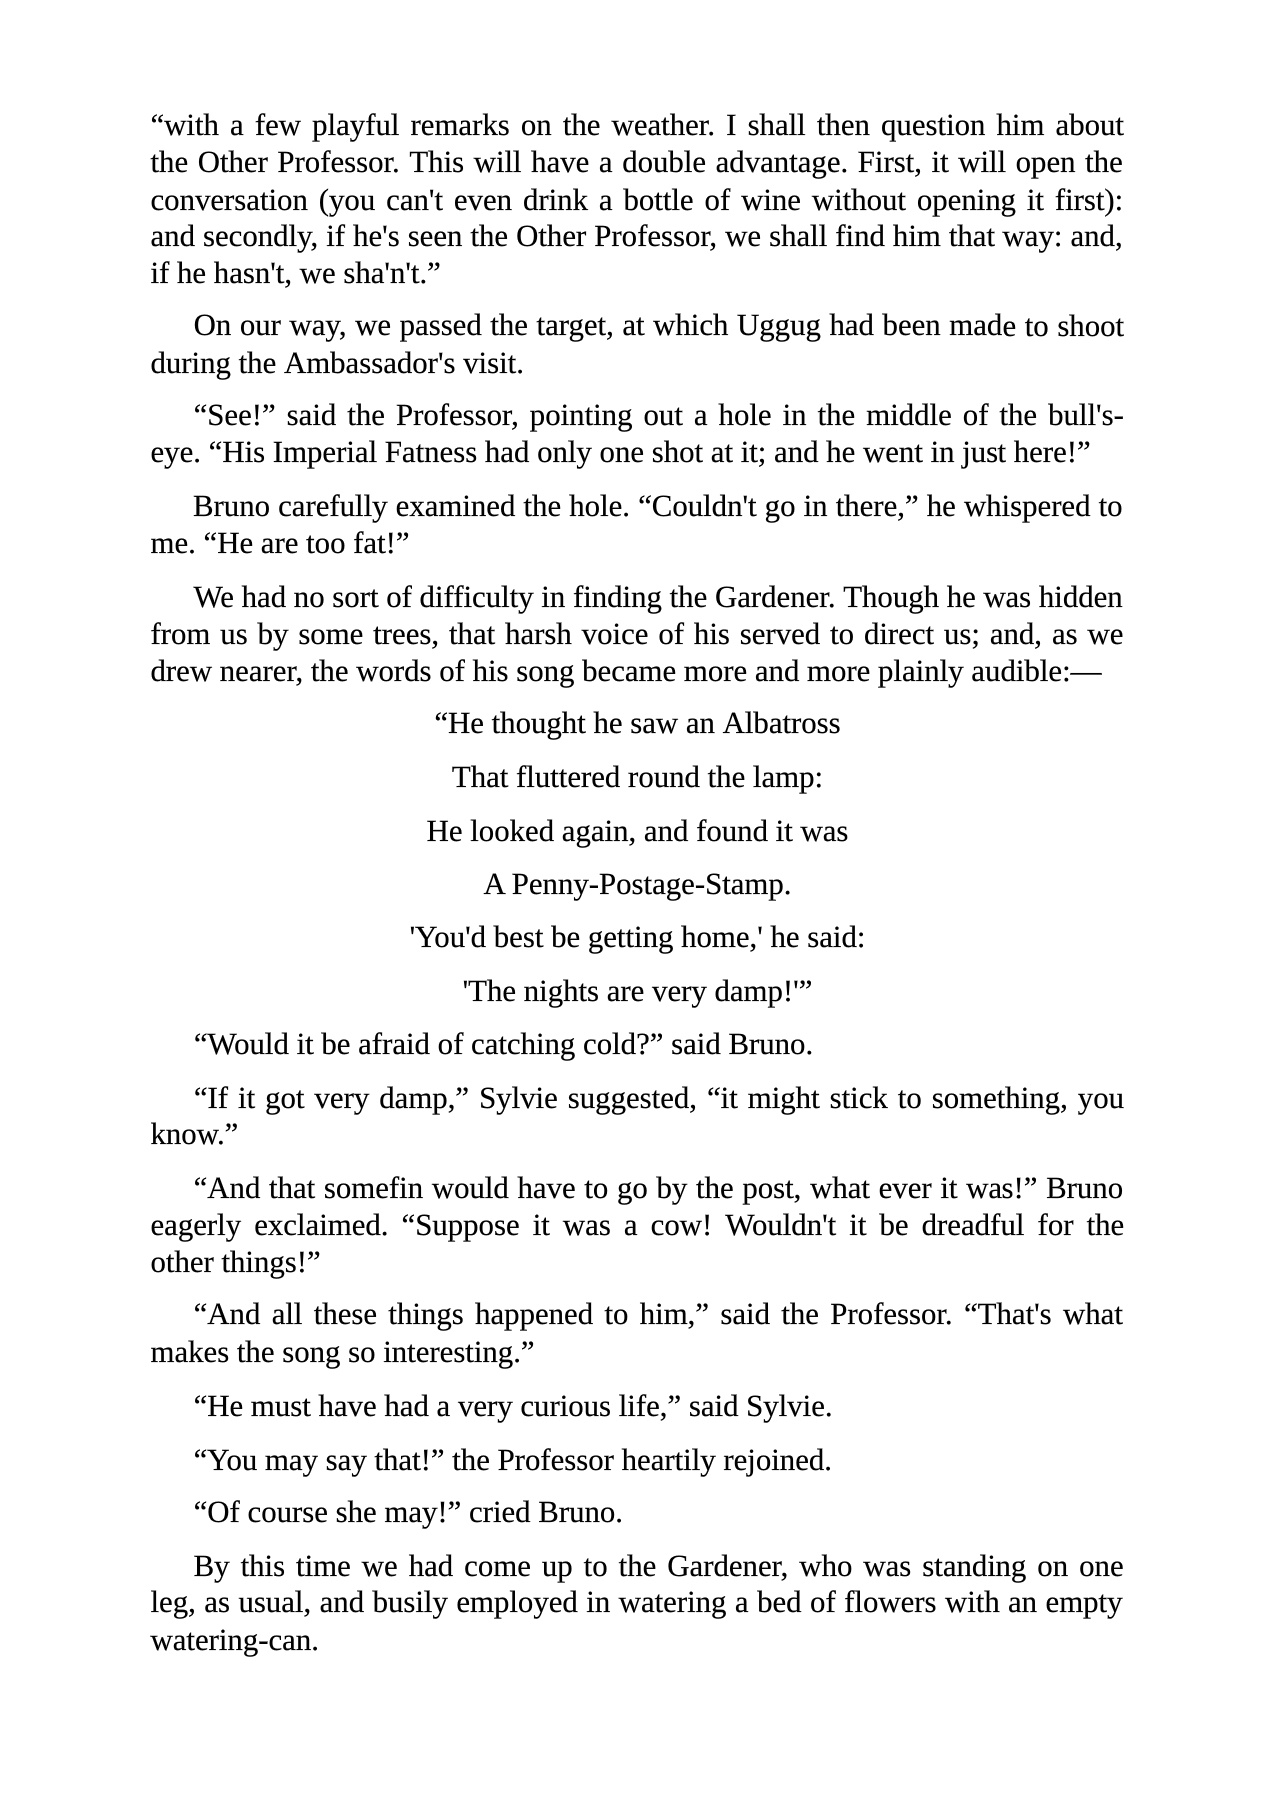 “with a few playful remarks on the weather. I shall then question him about
the Other Professor. This will have a double advantage. First, it will open the
conversation (you can't even drink a bottle of wine without opening it first):
and secondly, if he's seen the Other Professor, we shall find him that way: and,
if he hasn't, we sha'n't.”
On our way, we passed the target, at which Uggug had been made to shoot
during the Ambassador's visit.
“See!” said the Professor, pointing out a hole in the middle of the bull's-
eye. “His Imperial Fatness had only one shot at it; and he went in just here!”
Bruno carefully examined the hole. “Couldn't go in there,” he whispered to
me. “He are too fat!”
We had no sort of difficulty in finding the Gardener. Though he was hidden
from us by some trees, that harsh voice of his served to direct us; and, as we
drew nearer, the words of his song became more and more plainly audible:—
“He thought he saw an Albatross
That fluttered round the lamp:
He looked again, and found it was
A Penny-Postage-Stamp.
'You'd best be getting home,' he said:
'The nights are very damp!'”
“Would it be afraid of catching cold?” said Bruno.
“If it got very damp,” Sylvie suggested, “it might stick to something, you
know.”
“And that somefin would have to go by the post, what ever it was!” Bruno
eagerly exclaimed. “Suppose it was a cow! Wouldn't it be dreadful for the
other things!”
“And all these things happened to him,” said the Professor. “That's what
makes the song so interesting.”
“He must have had a very curious life,” said Sylvie.
“You may say that!” the Professor heartily rejoined.
“Of course she may!” cried Bruno.
By this time we had come up to the Gardener, who was standing on one
leg, as usual, and busily employed in watering a bed of flowers with an empty
watering-can.